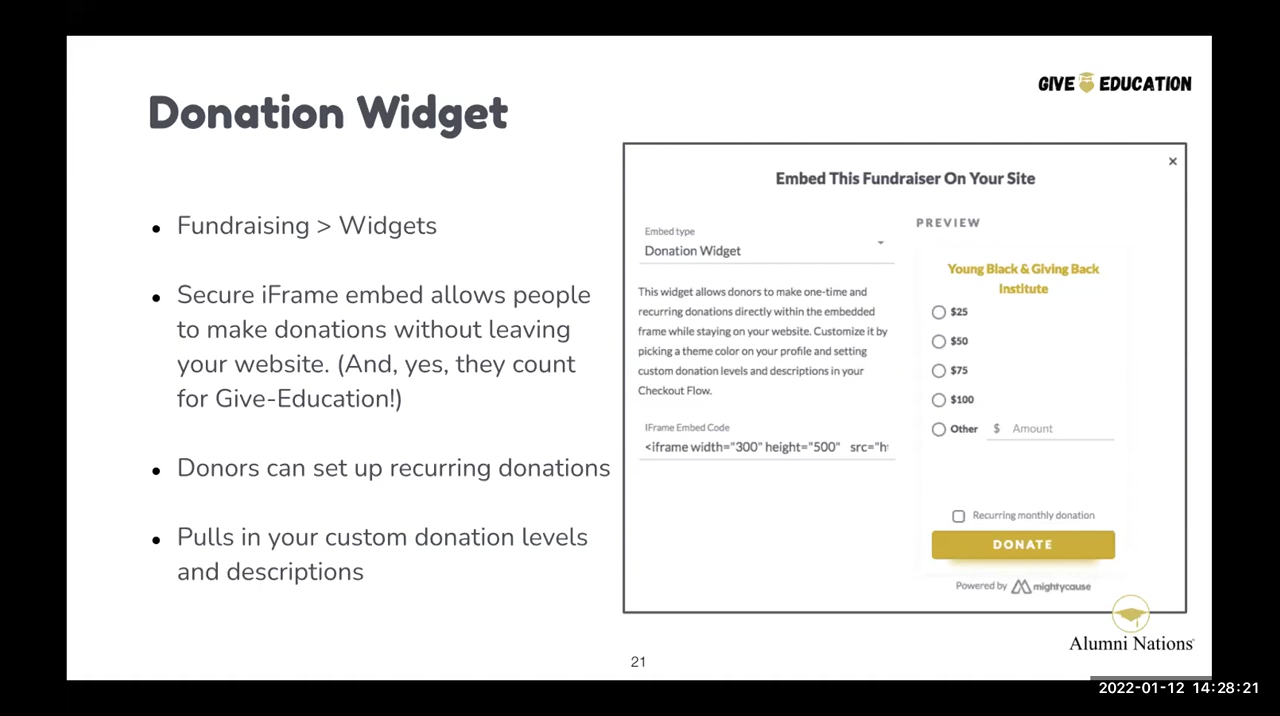 GIVE EDUCATION
Donation Widget
Fundraising > Widgets
Secure iFrame embed allows people
to make donations without leaving
your website. (And, yes, they count
for Give-Education!)
Donors can set up recurring donations
Pulls in your custom donation levels
and descriptions
×
Embed This Fundraiser On Your Site
Embed type
Donation Widget
This widget allows donors to make one-time and
recurring donations directly within the embedded
frame while staying on your website. Customize it by
picking a theme color on your profile and setting
custom donation levels and descriptions in your
Checkout Flow.
IFrame Embed Code
<iframe width="300" height="500" src="h
PREVIEW
Young Black & Giving Back
Institute
$25
$50
$75
$100
Other $ Amount
Recurring monthly donation
DONATE
Powered by mightycause
Alumni Nations
21
2022-01-12 14:28:21